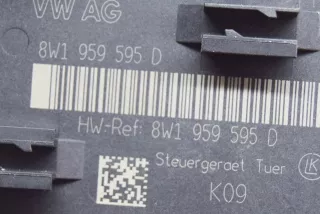 VW AG
8W1 959 595 D
HW-Ref: 8W1 959 595 D
Steuergeraet Tuer
K09